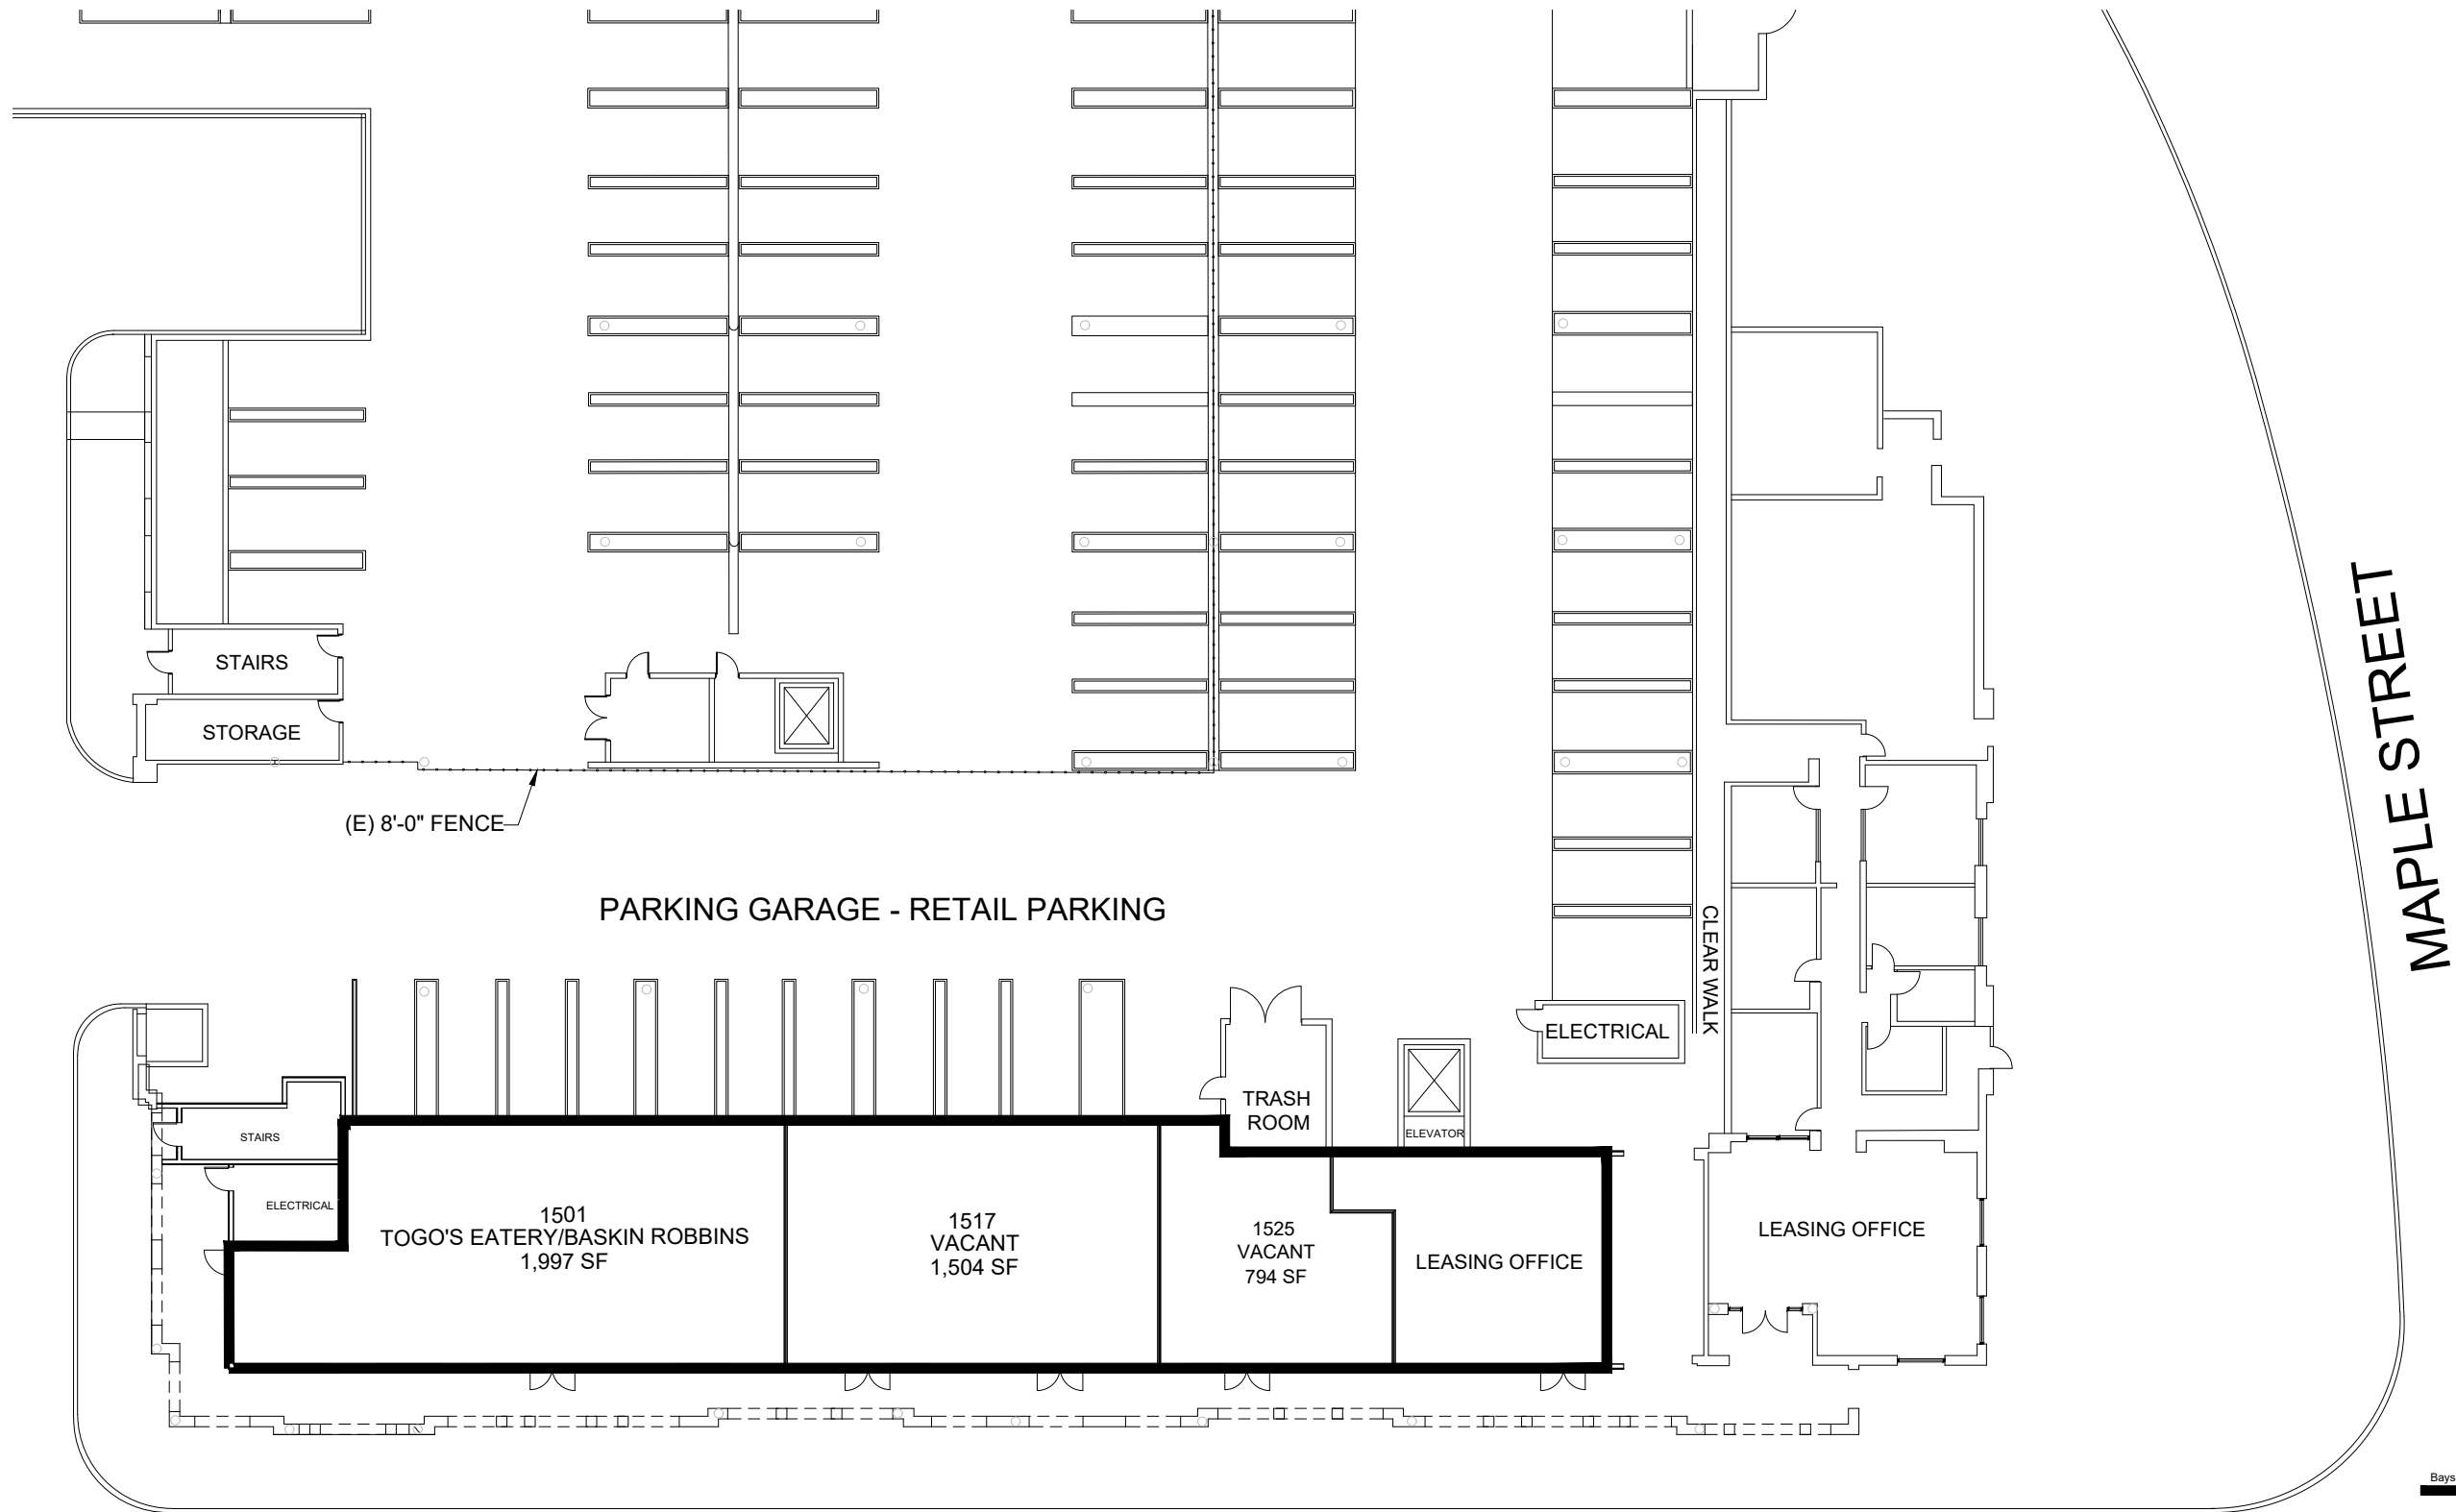 STAIRS
STORAGE
(E) 8'-0" FENCE
MAPLE STREET
PARKING GARAGE - RETAIL PARKING
CLEAR WALK
ELECTRICAL
TRASH
ROOM
ELEVATOR
STAIRS
ELECTRICAL
1501
TOGO'S EATERY/BASKIN ROBBINS
1,997 SF
1517
VACANT
1,504 SF
1525
VACANT
794 SF
LEASING OFFICE
LEASING OFFICE
Bays